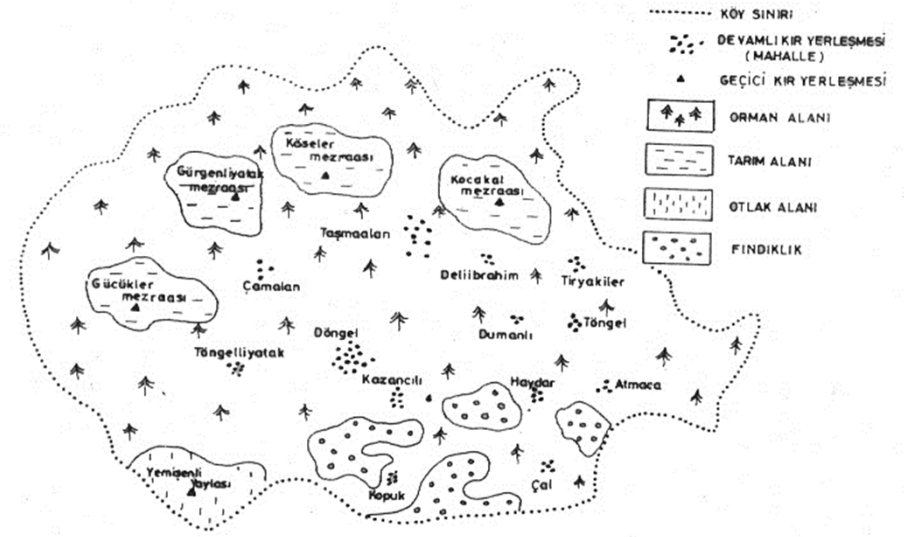 KÖY SINIRI
DEVAMLI KIR YERLEŞMESİ
(MAHALLE)
GEÇİCİ KIR YERLEŞMESİ
ORMAN ALANI
TARIM ALANI
OTLAK ALANI
FINDIKLIK
Köseler
mezraası
Gürgenliyatak
mezraası
Kocakal
mezraası
Taşmaalan
Deliibrahim
Tiryakiler
Çamalan
Gücükler
mezraası
Döngel
Dumanlı
Töngel
Töngelliyatak
Kazancılı
Haydar
Atmaca
Yemişenli
Yaylası
Kopuk
Çal